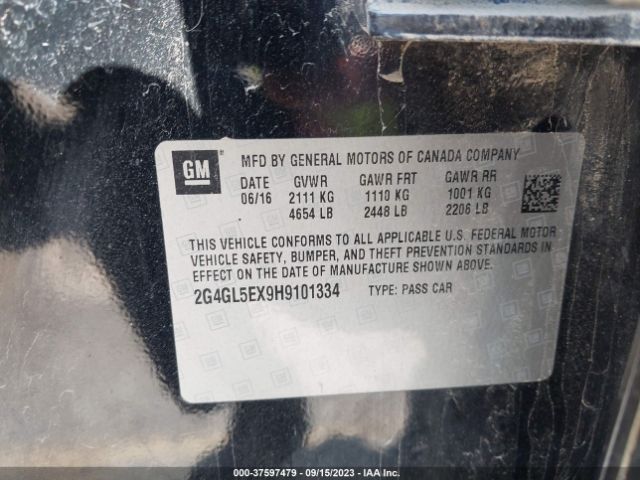 GM MFD BY GENERAL MOTORS OF CANADA COMPANY
DATE GVWR GAWR FRT GAWR RR
06/16 2111 KG 1110 KG 1001 KG
4654 LB 2448 LB 2206 LB
THIS VEHICLE CONFORMS TO ALL APPLICABLE U.S. FEDERAL MOTOR
VEHICLE SAFETY, BUMPER, AND THEFT PREVENTION STANDARDS IN
EFFECT ON THE DATE OF MANUFACTURE SHOWN ABOVE.
2G4GL5EX9H9101334 TYPE: PASS CAR
000-37597479 - 09/15/2023 - IAA Inc.